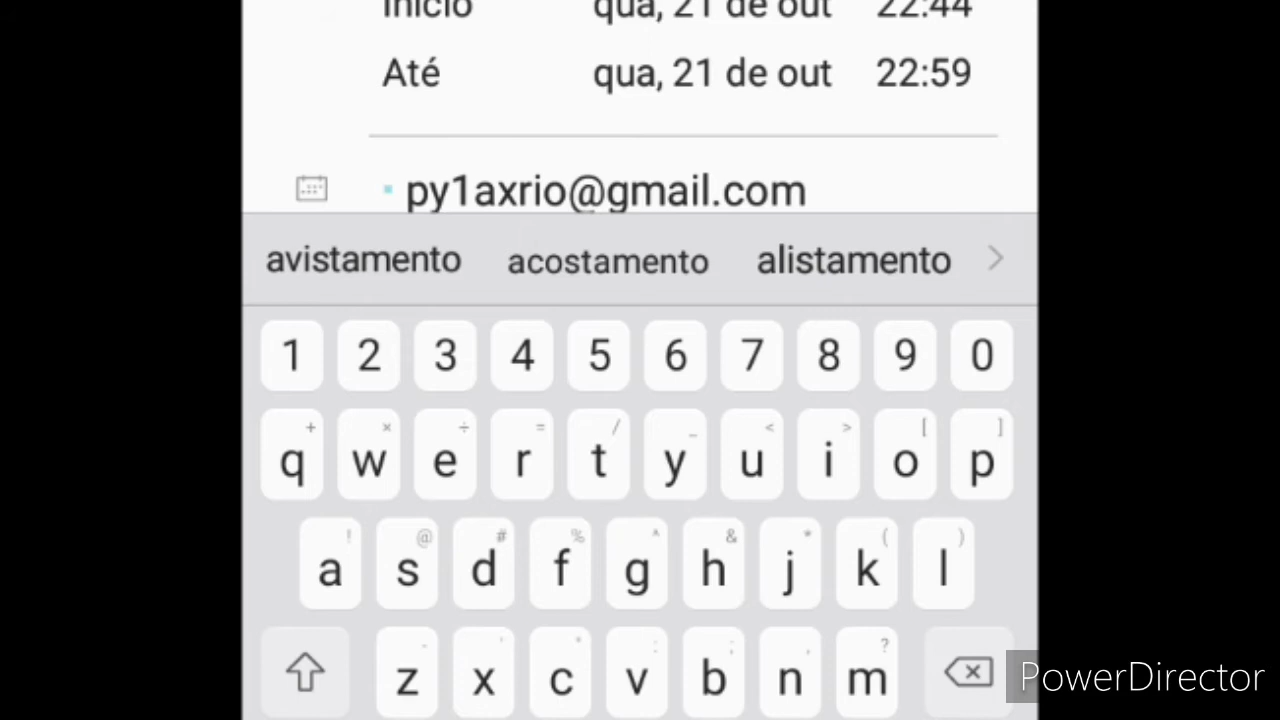 Início qua, 21 de out 22:44
Até qua, 21 de out 22:59
py1axrio@gmail.com
avistamento acostamento alistamento >
1 2 3 4 5 6 7 8 9 0
+ × ÷ = / _ < > [ ]
q w e r t y u i o p
! @ # % ^ & * ( )
a s d f g h j k l
- ' " : ; , ?
z x c v b n m
PowerDirector